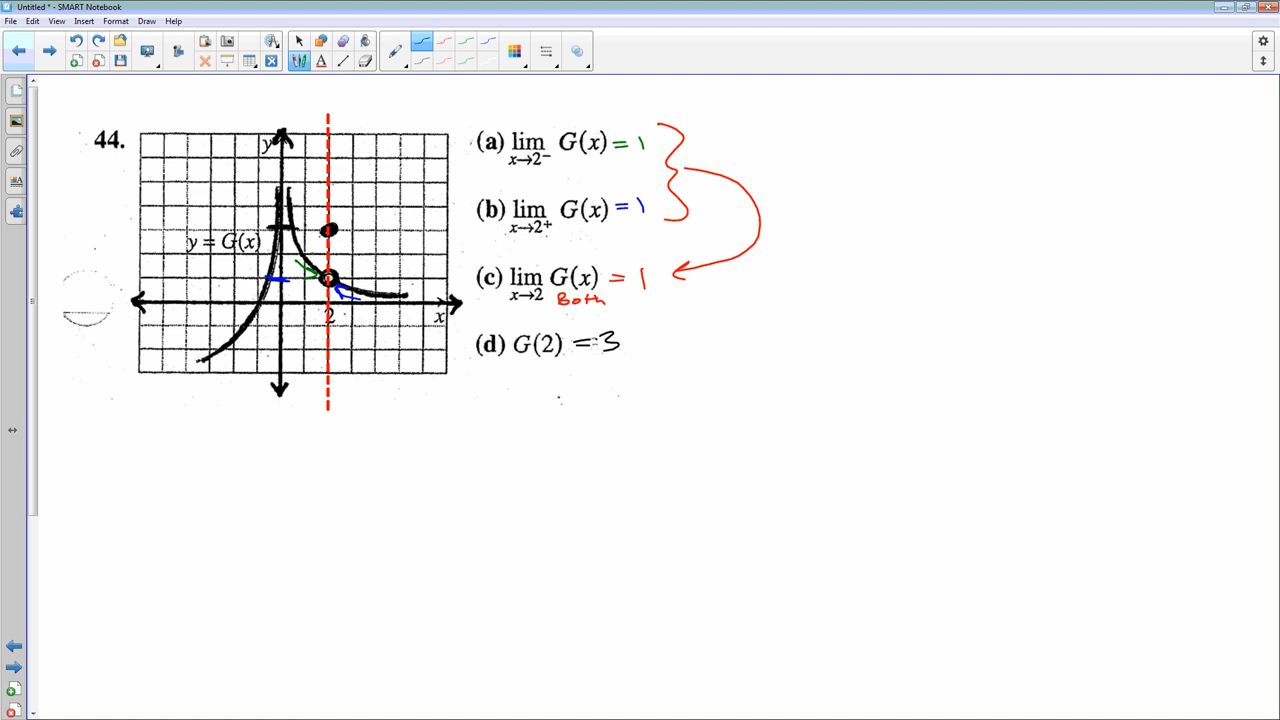 Untitled * - SMART Notebook
File Edit View Insert Format Draw Help
44.
y
y = G(x)
2
x
(a) lim x→2⁻ G(x) = 1
(b) lim x→2⁺ G(x) = 1
(c) lim x→2 G(x) = 1
Both
(d) G(2) = 3